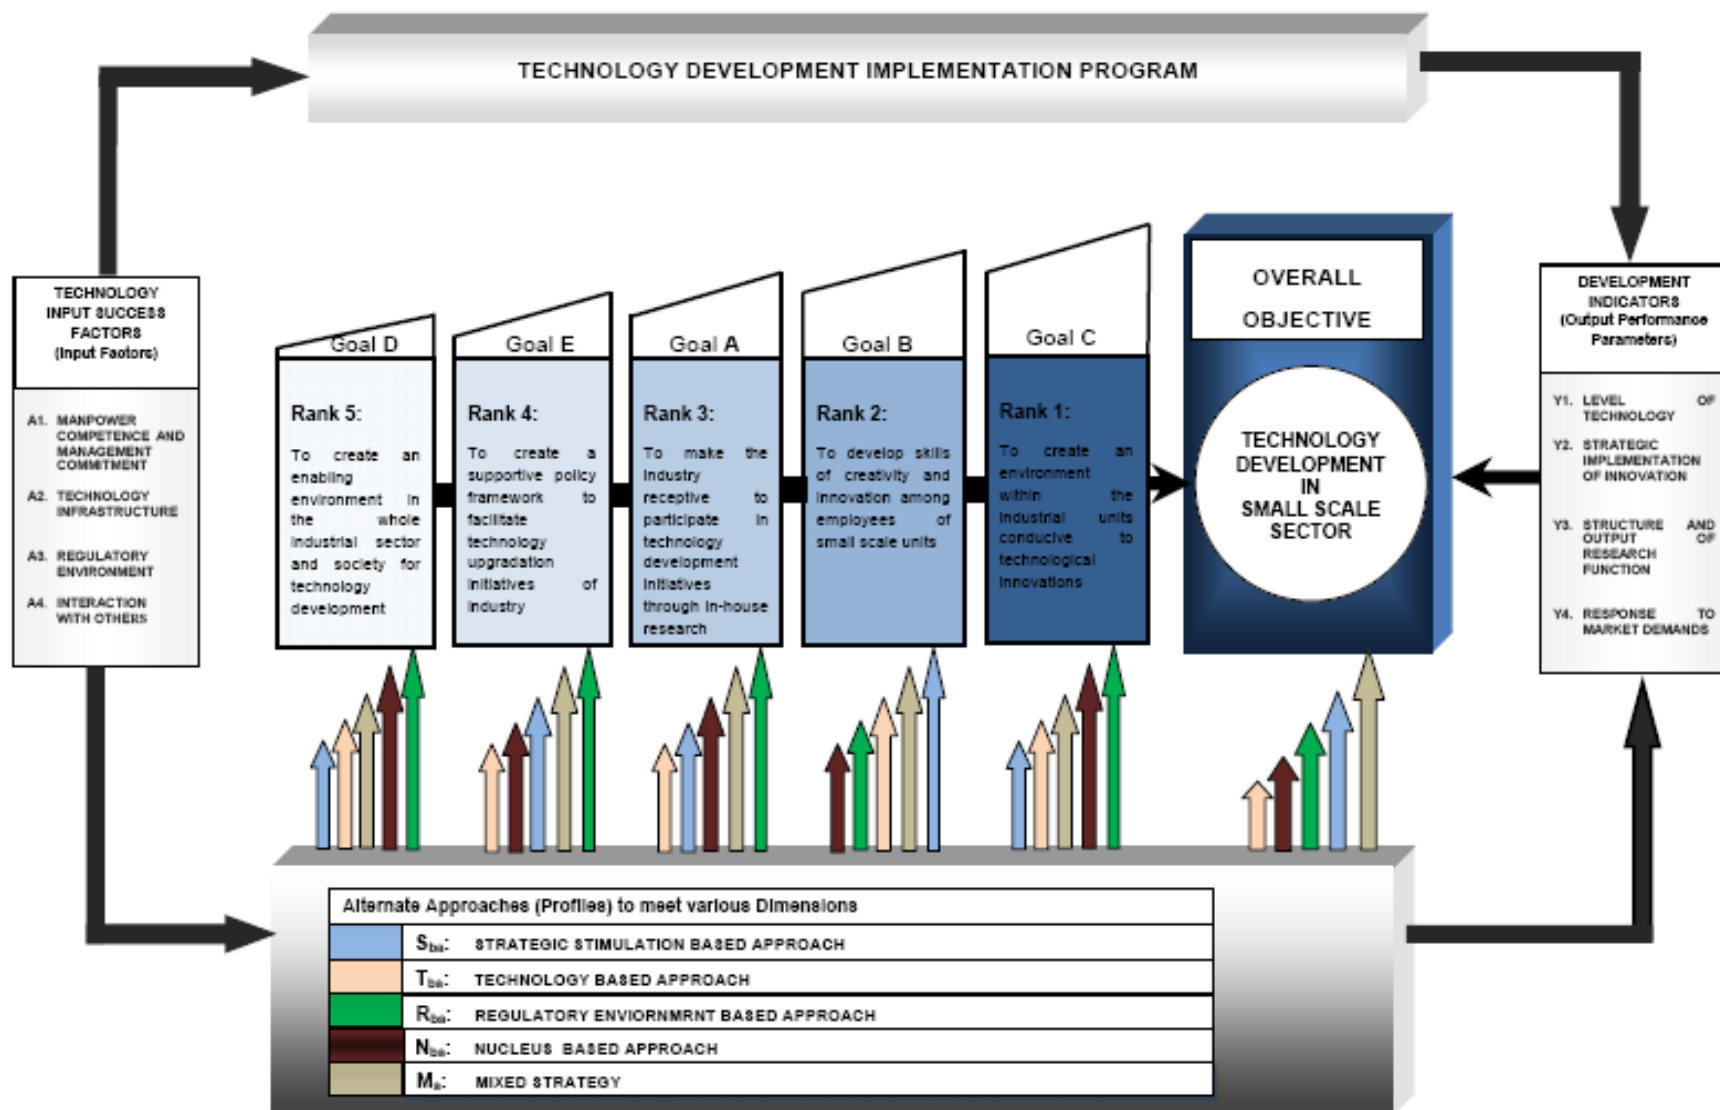 TECHNOLOGY DEVELOPMENT IMPLEMENTATION PROGRAM
TECHNOLOGY
INPUT SUCCESS
FACTORS
(Input Factors)
A1. MANPOWER
COMPETENCE AND
MANAGEMENT
COMMITMENT
A2. TECHNOLOGY
INFRASTRUCTURE
A3. REGULATORY
ENVIRONMENT
A4. INTERACTION
WITH OTHERS
Goal D
Rank 5:
To create an
enabling
environment in
the whole
industrial sector
and society for
technology
development
Goal E
Rank 4:
To create a
supportive policy
framework to
facilitate
technology
upgradation
initiatives of
industry
Goal A
Rank 3:
To make the
industry
receptive to
participate in
technology
development
initiatives
through in-house
research
Goal B
Rank 2:
To develop skills
of creativity and
innovation among
employees of
small scale units
Goal C
Rank 1:
To create an
environment
within the
industrial units
conducive to
technological
innovations
OVERALL
OBJECTIVE
TECHNOLOGY
DEVELOPMENT
IN
SMALL SCALE
SECTOR
DEVELOPMENT
INDICATORS
(Output Performance
Parameters)
Y1. LEVEL OF
TECHNOLOGY
Y2. STRATEGIC
IMPLEMENTATION
OF INNOVATION
Y3. STRUCTURE AND
OUTPUT OF
RESEARCH
FUNCTION
Y4. RESPONSE TO
MARKET DEMANDS
Alternate Approaches (Profiles) to meet various Dimensions
Sba: STRATEGIC STIMULATION BASED APPROACH
Tba: TECHNOLOGY BASED APPROACH
Rba: REGULATORY ENVIORNMRNT BASED APPROACH
Nba: NUCLEUS BASED APPROACH
Ms: MIXED STRATEGY